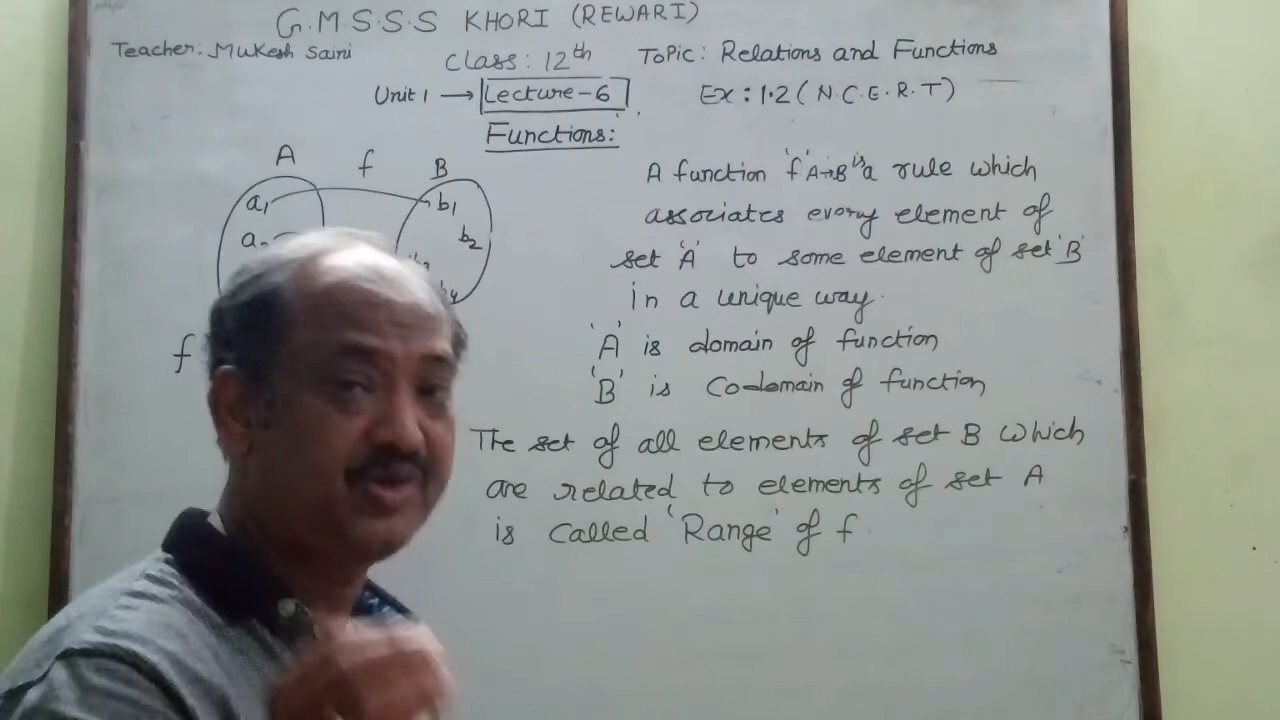 G.M.S.S.S KHORI (REWARI)
Teacher: Mukesh Saini Class: 12th Topic: Relations and Functions
Unit 1 → Lecture-6 Ex: 1.2 (N.C.E.R.T)
Functions:
A f B
a1 b1
b2
A function 'f' A→B is a rule which
associates every element of
set 'A' to some element of set 'B'
in a unique way.
'A' is domain of function
f
'B' is Codomain of function
The set of all elements of set B which
are related to elements of set A
is called 'Range' of f